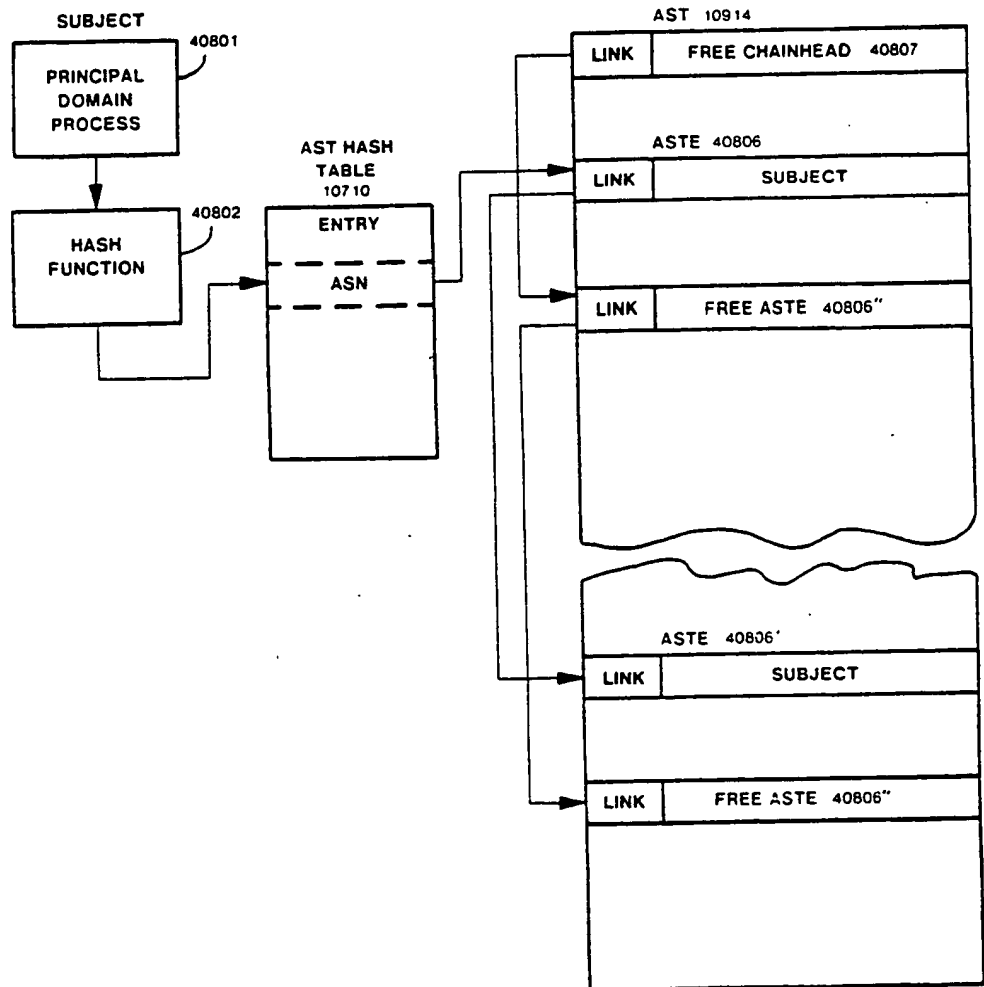 SUBJECT
40801
PRINCIPAL
DOMAIN
PROCESS
40802
HASH
FUNCTION
AST HASH
TABLE
10710
ENTRY
ASN
AST 10914
LINK FREE CHAINHEAD 40807
ASTE 40806
LINK SUBJECT
LINK FREE ASTE 40806"
ASTE 40806'
LINK SUBJECT
LINK FREE ASTE 40806"